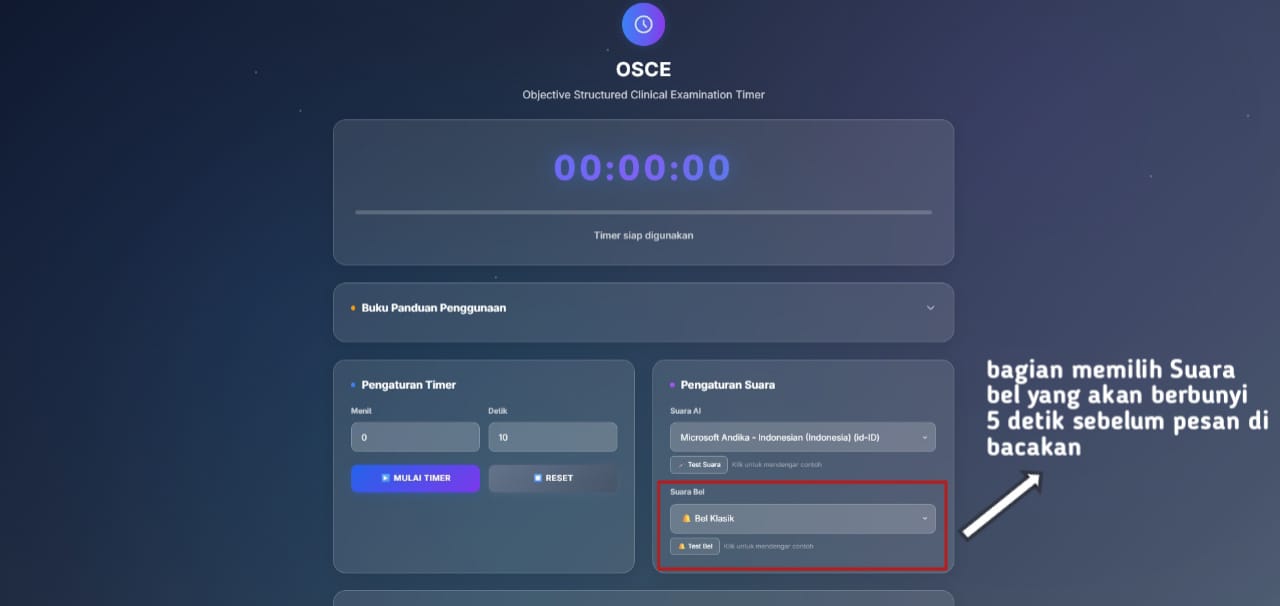 OSCE
Objective Structured Clinical Examination Timer
00:00:00
Timer siap digunakan
Buku Panduan Penggunaan
Pengaturan Timer
Menit
Detik
0
10
MULAI TIMER
RESET
Pengaturan Suara
Suara AI
Microsoft Andika - Indonesian (Indonesia) (id-ID)
Test Suara
Klik untuk mendengar contoh
Suara Bel
Bel Klasik
Test Bel
Klik untuk mendengar contoh
bagian memilih Suara
bel yang akan berbunyi
5 detik sebelum pesan di
bacakan